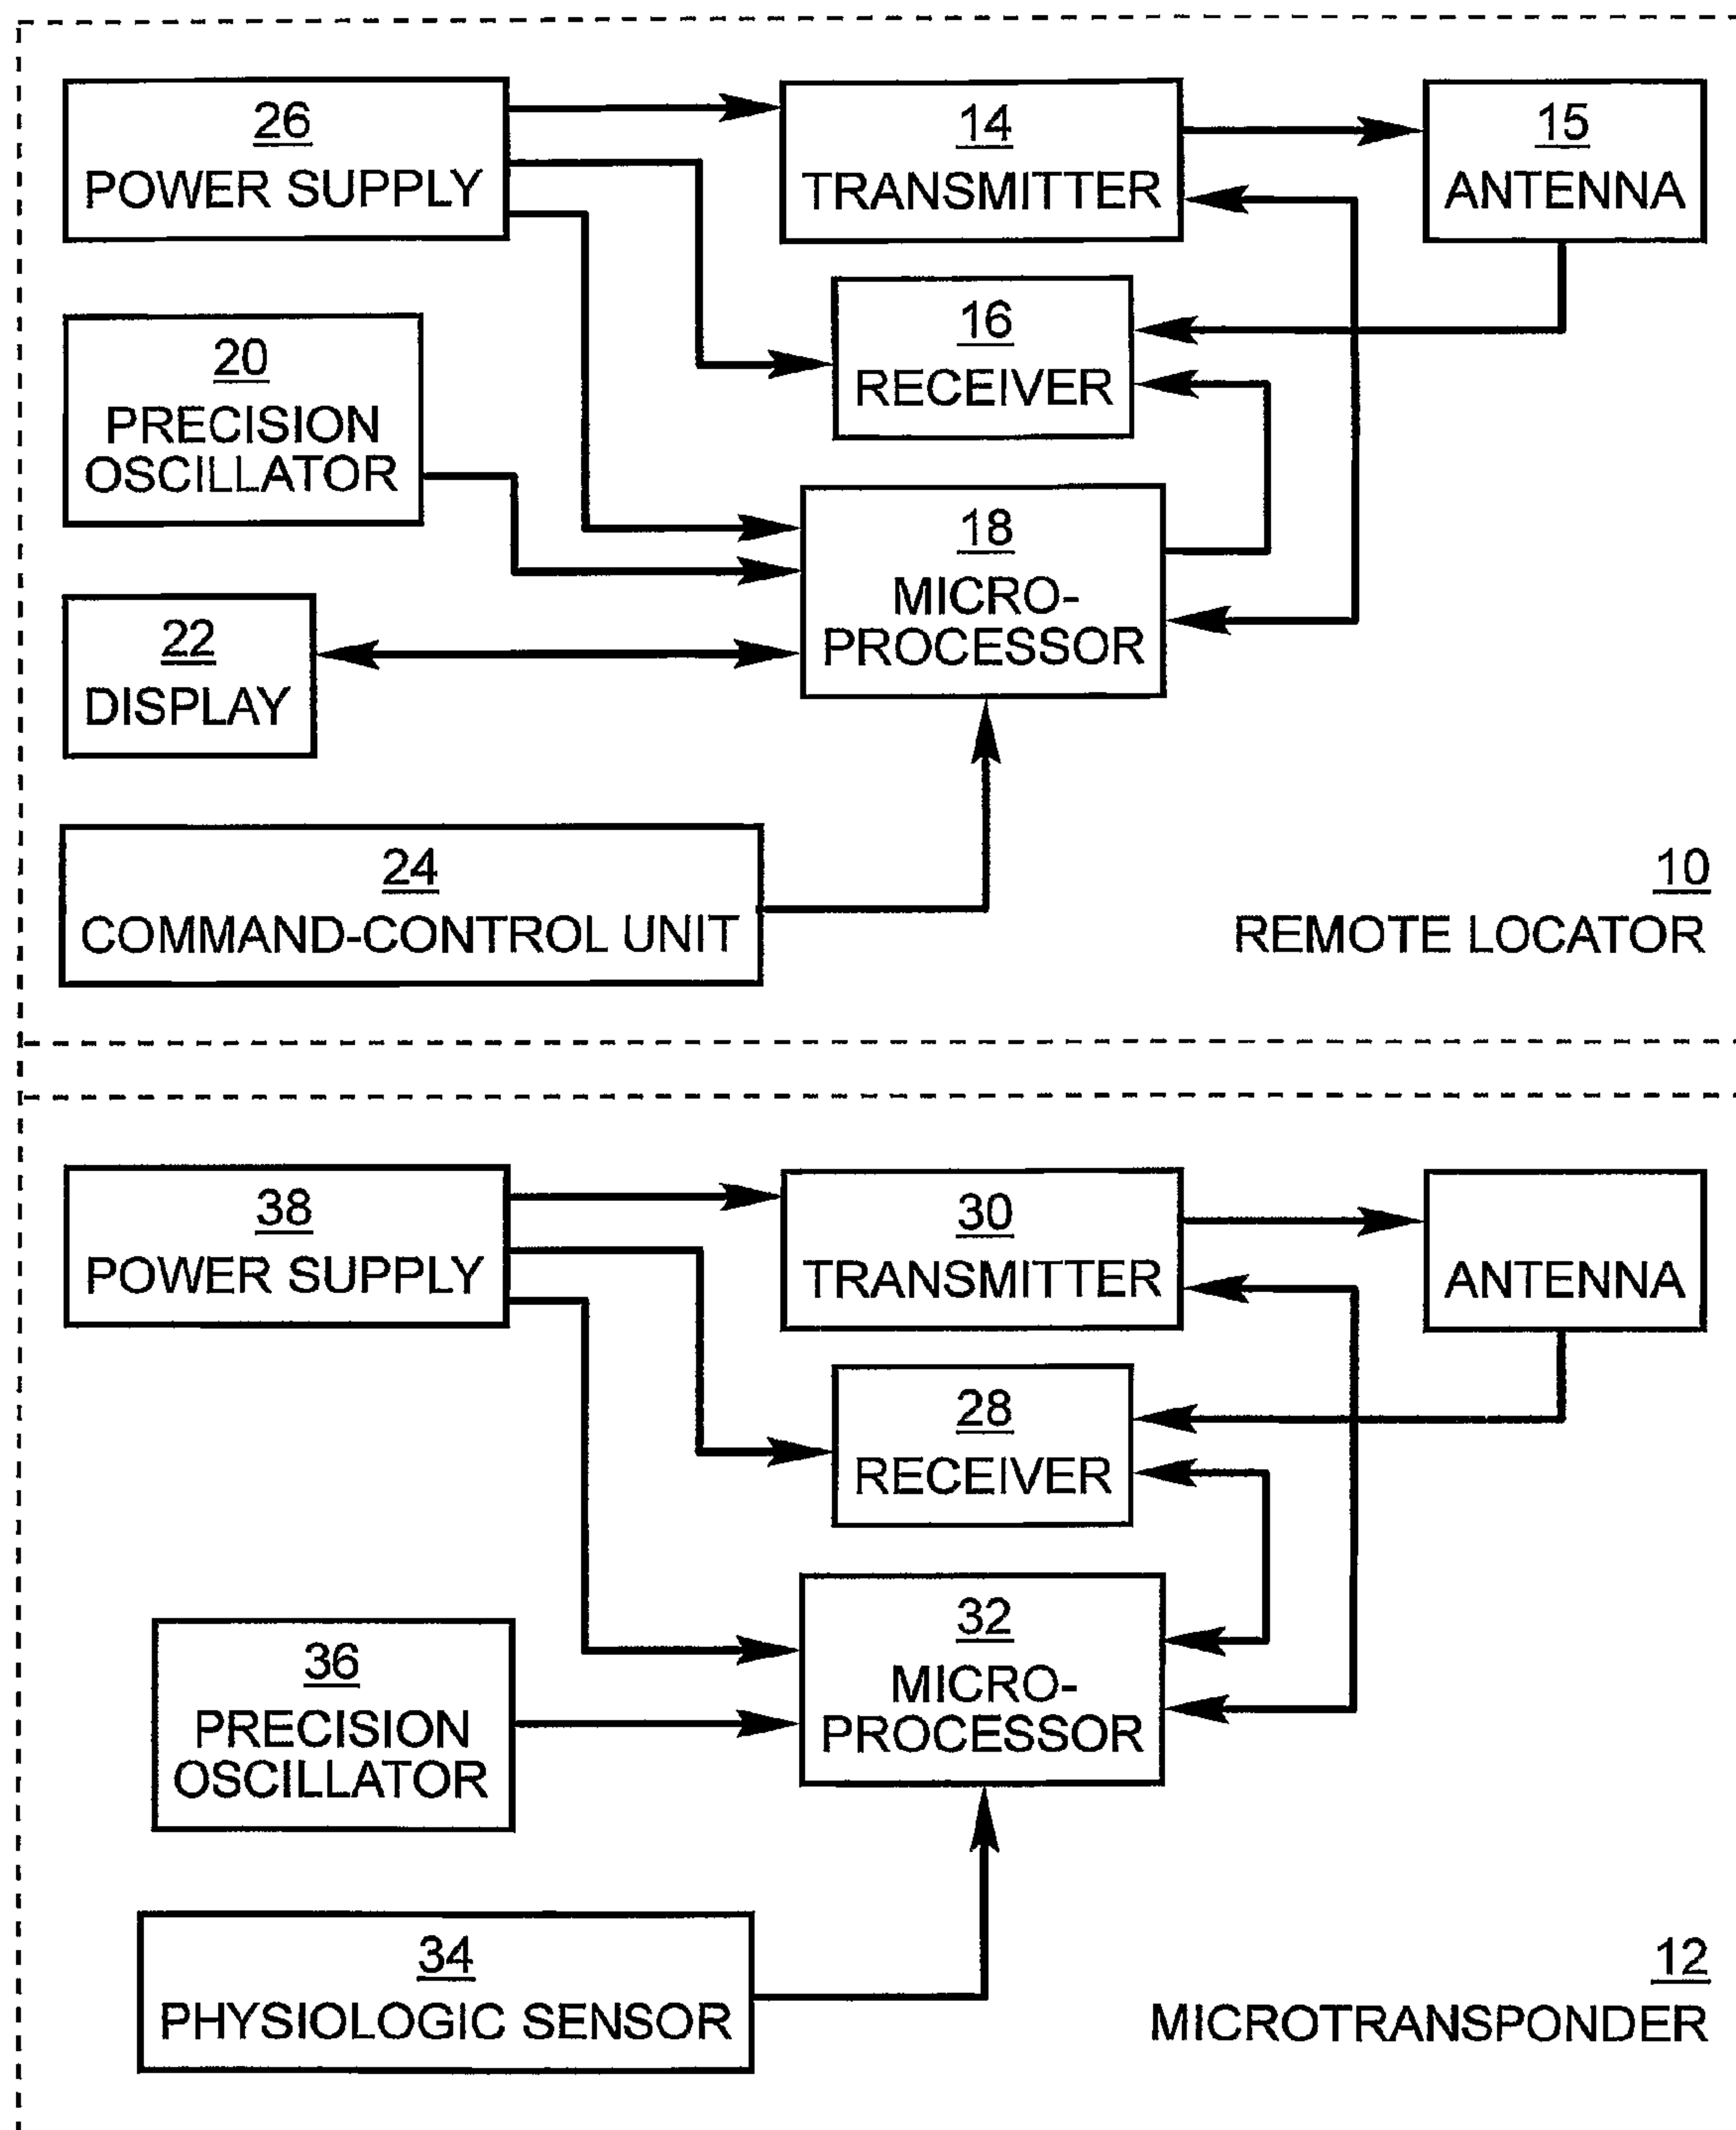 26
POWER SUPPLY
14
TRANSMITTER
15
ANTENNA
16
RECEIVER
20
PRECISION
OSCILLATOR
18
MICRO-
PROCESSOR
22
DISPLAY
24
COMMAND-CONTROL UNIT
10
REMOTE LOCATOR
38
POWER SUPPLY
30
TRANSMITTER
ANTENNA
28
RECEIVER
32
MICRO-
PROCESSOR
36
PRECISION
OSCILLATOR
34
PHYSIOLOGIC SENSOR
12
MICROTRANSPONDER